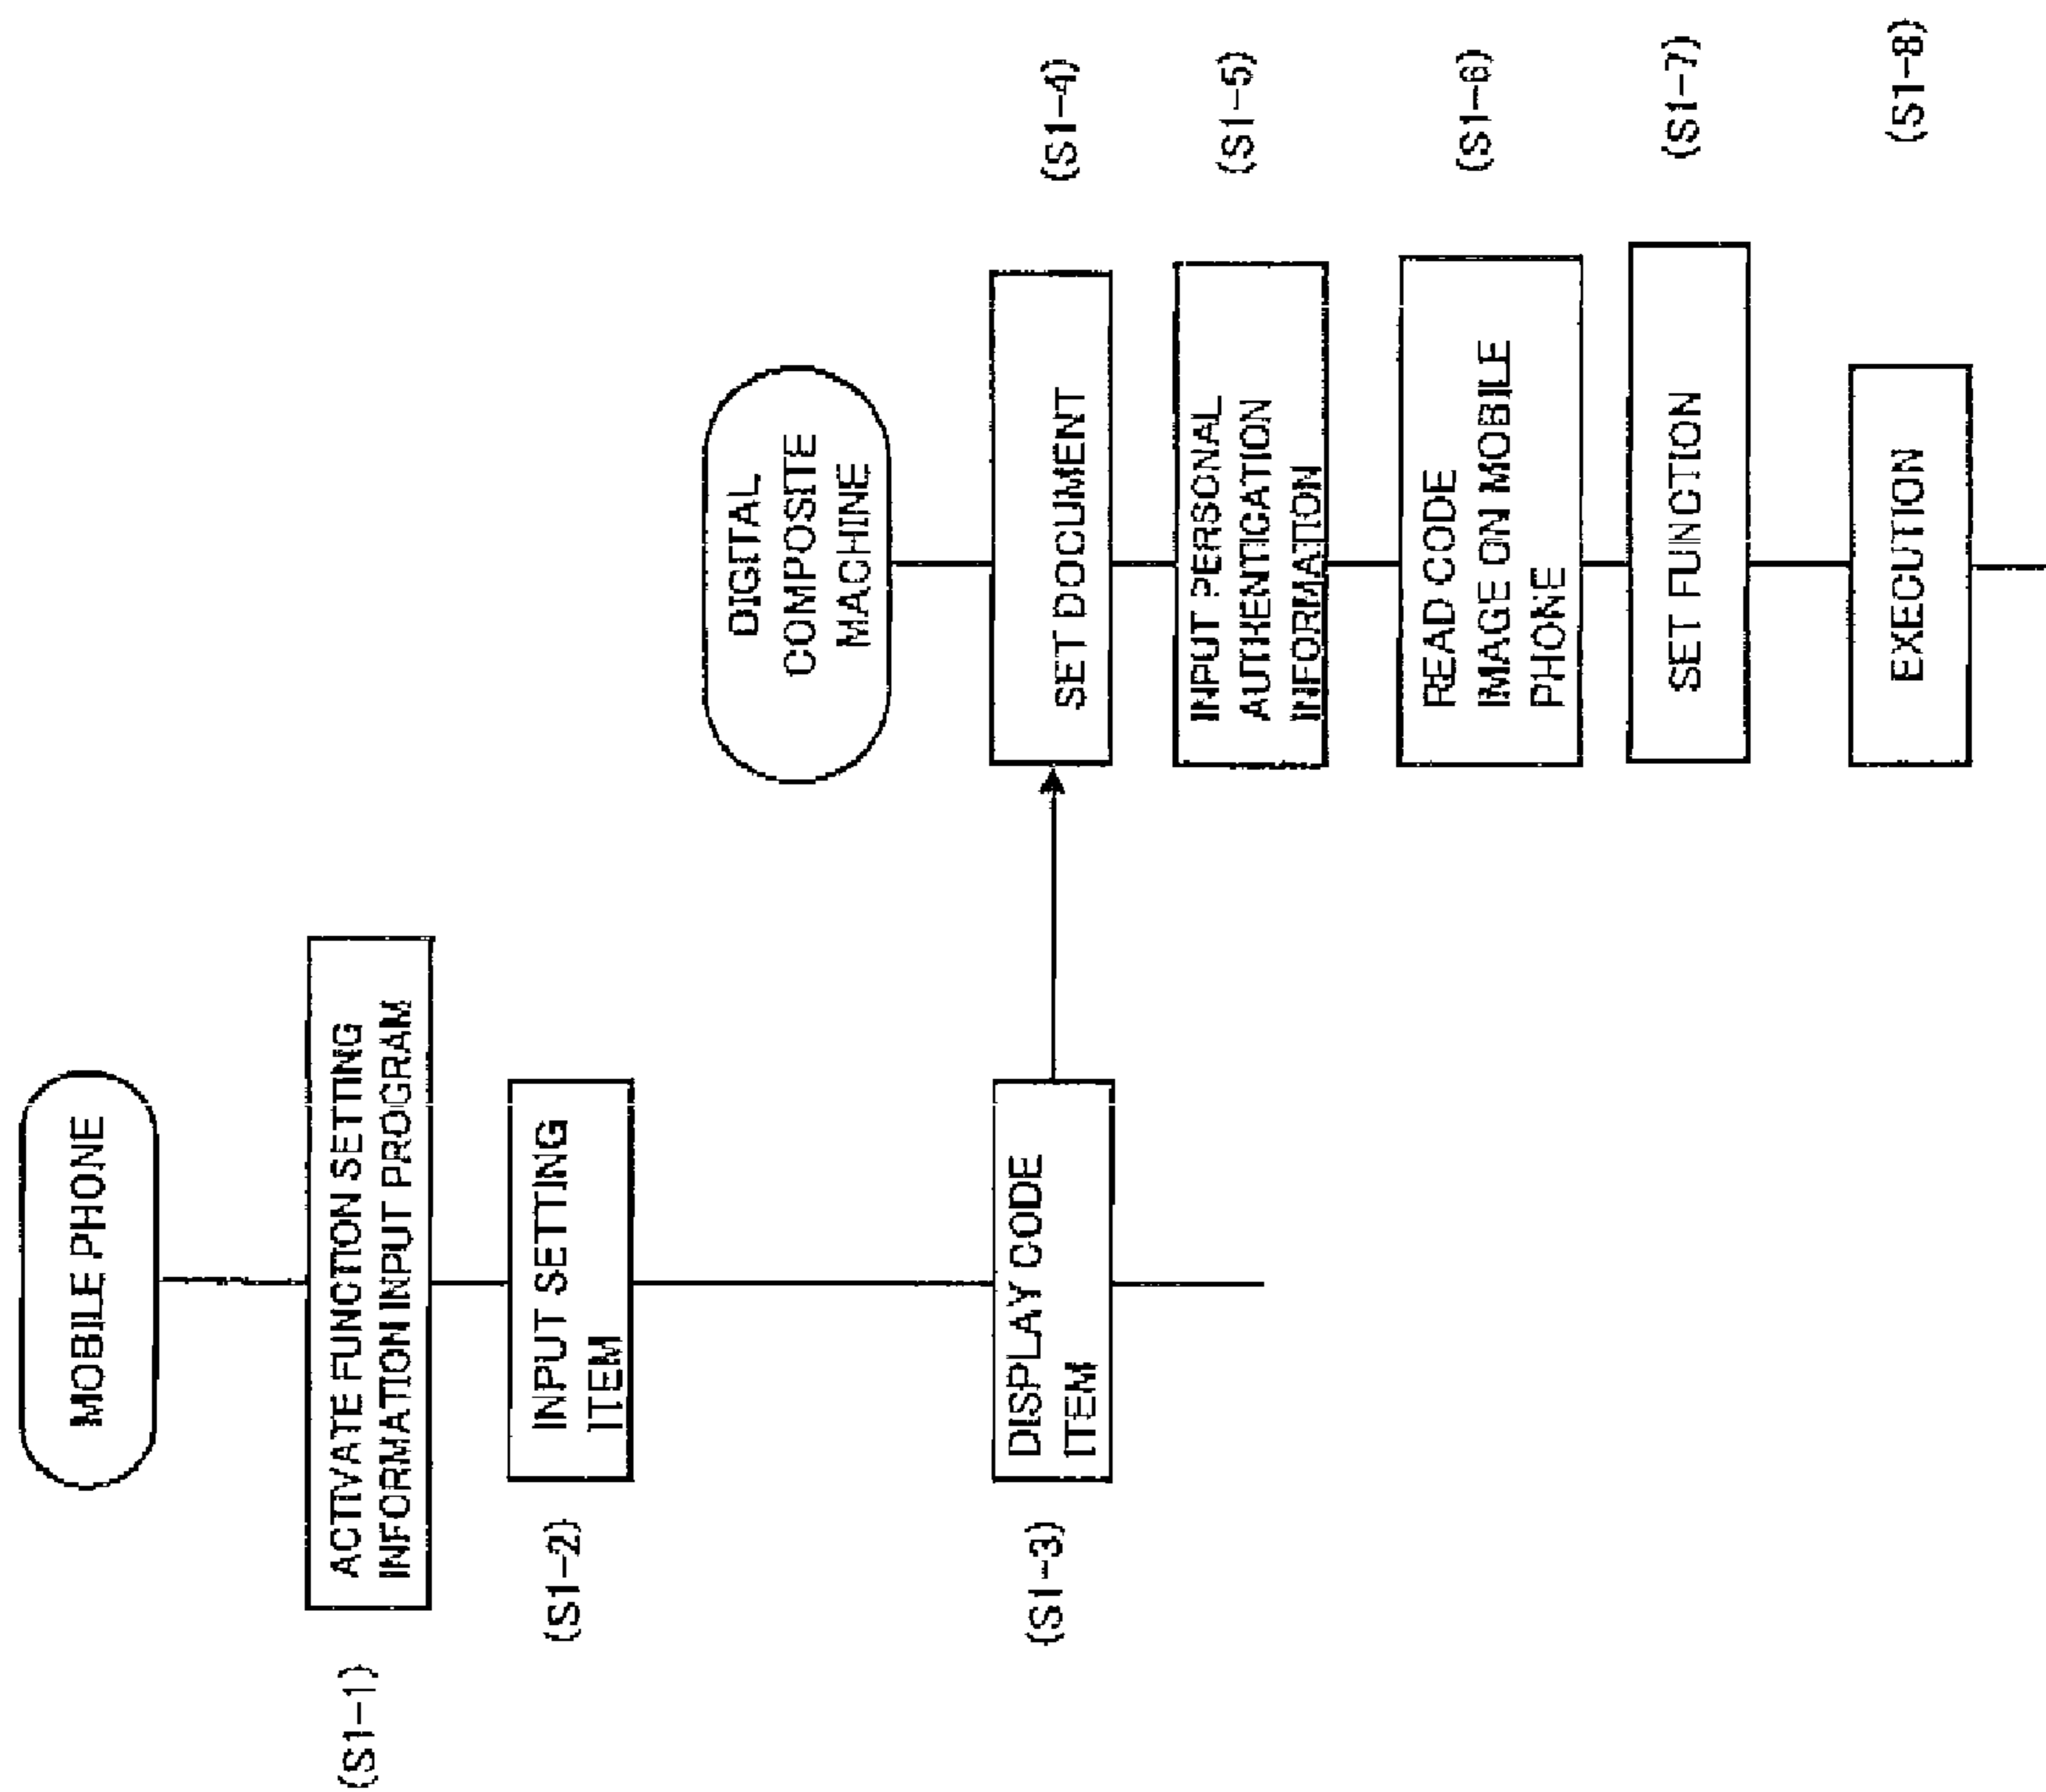 MOBILE PHONE
(S1-1)
ACTIVATE FUNCTION SETTING
INFORMATION INPUT PROGRAM
(S1-2)
INPUT SETTING
ITEM
(S1-3)
DISPLAY CODE
ITEM
DIGITAL
COMPOSITE
MACHINE
SET DOCUMENT
(S1-4)
INPUT PERSONAL
AUTHENTICATION
INFORMATION
(S1-5)
READ CODE
IMAGE ON MOBILE
PHONE
(S1-6)
SET FUNCTION
(S1-7)
EXECUTION
(S1-8)